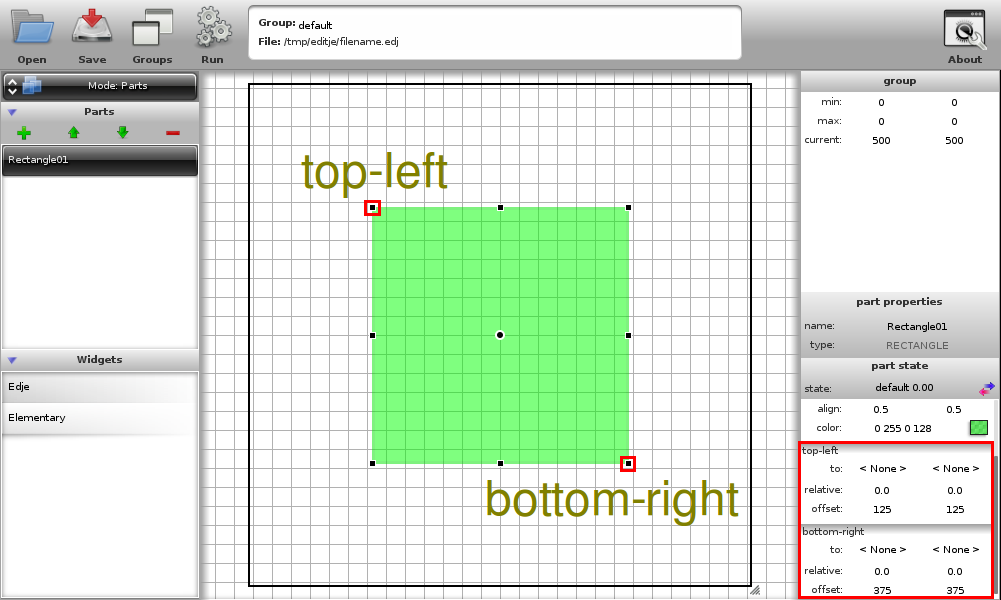 Open Save Groups Run
Group: default
File: /tmp/editje/filename.edj
About
Mode: Parts
Parts
Rectangle01
Widgets
Edje
Elementary
top-left
bottom-right
group
min: 0 0
max: 0 0
current: 500 500
part properties
name: Rectangle01
type: RECTANGLE
part state
state: default 0.00
align: 0.5 0.5
color: 0 255 0 128
top-left
to: < None > < None >
relative: 0.0 0.0
offset: 125 125
bottom-right
to: < None > < None >
relative: 0.0 0.0
offset: 375 375